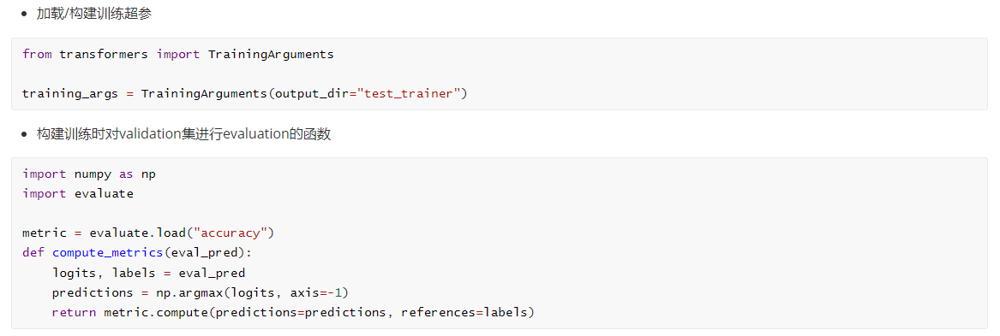 加载/构建训练超参
from transformers import TrainingArguments
training_args = TrainingArguments(output_dir="test_trainer")
构建训练时对validation集进行evaluation的函数
import numpy as np
import evaluate
metric = evaluate.load("accuracy")
def compute_metrics(eval_pred):
    logits, labels = eval_pred
    predictions = np.argmax(logits, axis=-1)
    return metric.compute(predictions=predictions, references=labels)